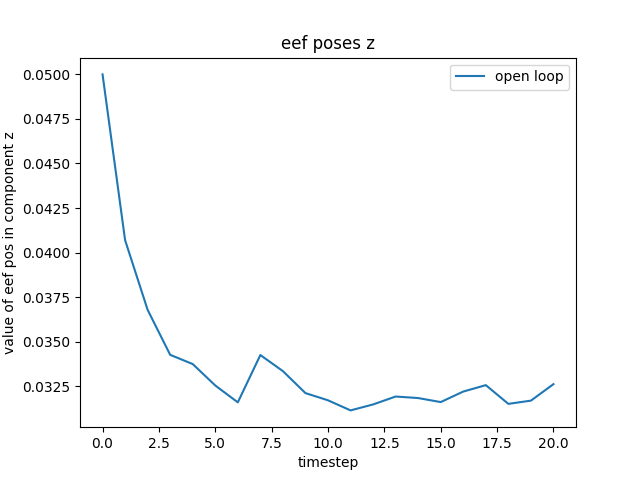 eef poses z
open loop
value of eef pos in component z
0.0500
0.0475
0.0450
0.0425
0.0400
0.0375
0.0350
0.0325
0.0 2.5 5.0 7.5 10.0 12.5 15.0 17.5 20.0
timestep